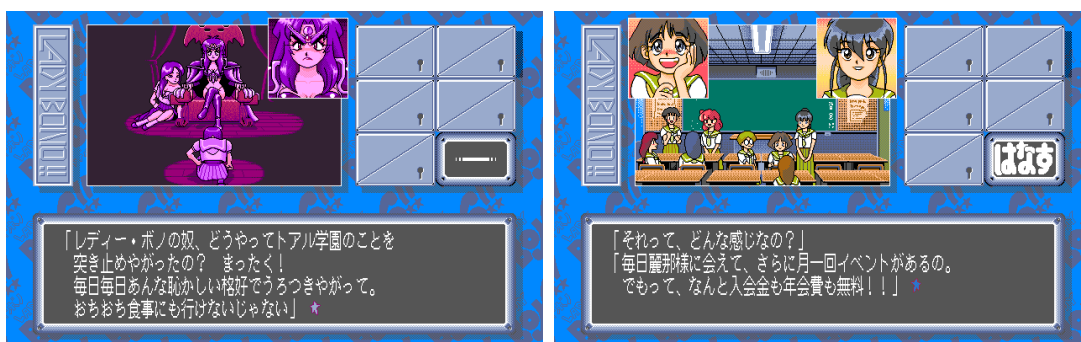 LADY BONO!
「レディー・ボノの奴、どうやってトアル学園のことを
突き止めやがったの？　まったく！
毎日毎日あんな恥かしい格好でうろつきやがって。
おちおち食事にも行けないじゃない」
LADY BONO!
はなす
「それって、どんな感じなの？」
「毎日麗那様に会えて、さらに月一回イベントがあるの。
でもって、なんと入会金も年会費も無料！！」